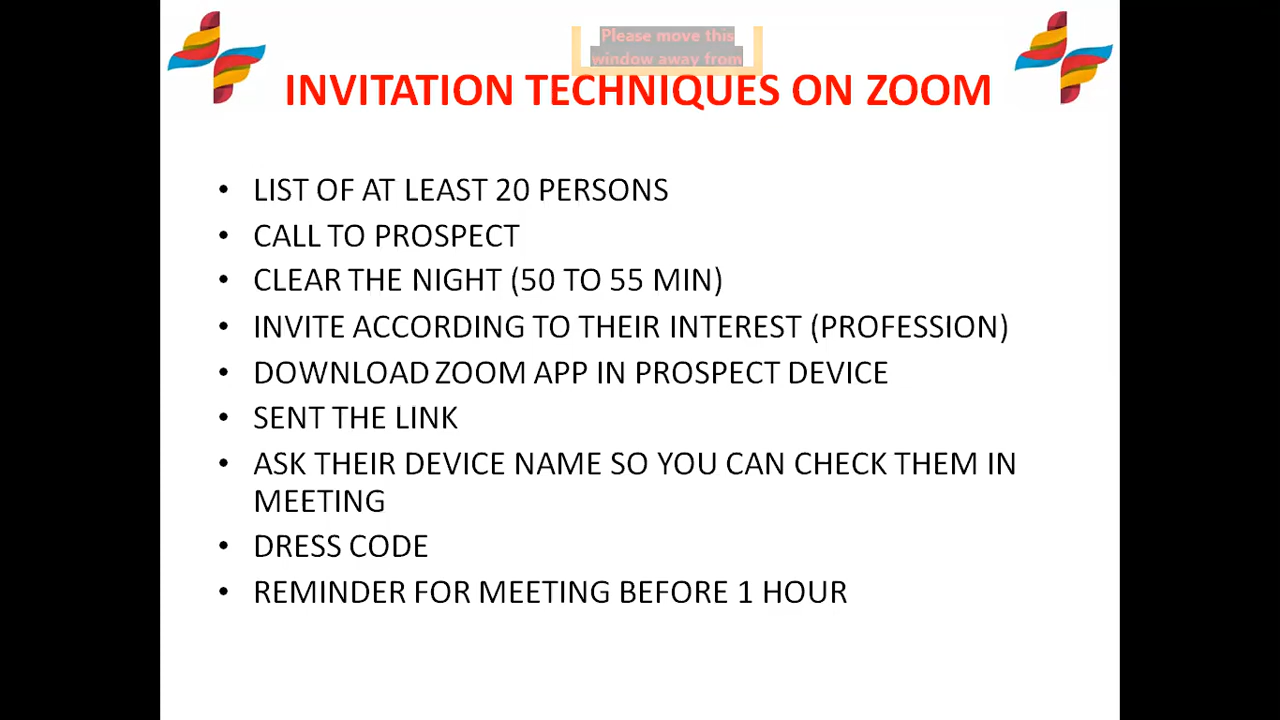 Please move this
window away from
INVITATION TECHNIQUES ON ZOOM
• LIST OF AT LEAST 20 PERSONS
• CALL TO PROSPECT
• CLEAR THE NIGHT (50 TO 55 MIN)
• INVITE ACCORDING TO THEIR INTEREST (PROFESSION)
• DOWNLOAD ZOOM APP IN PROSPECT DEVICE
• SENT THE LINK
• ASK THEIR DEVICE NAME SO YOU CAN CHECK THEM IN
MEETING
• DRESS CODE
• REMINDER FOR MEETING BEFORE 1 HOUR